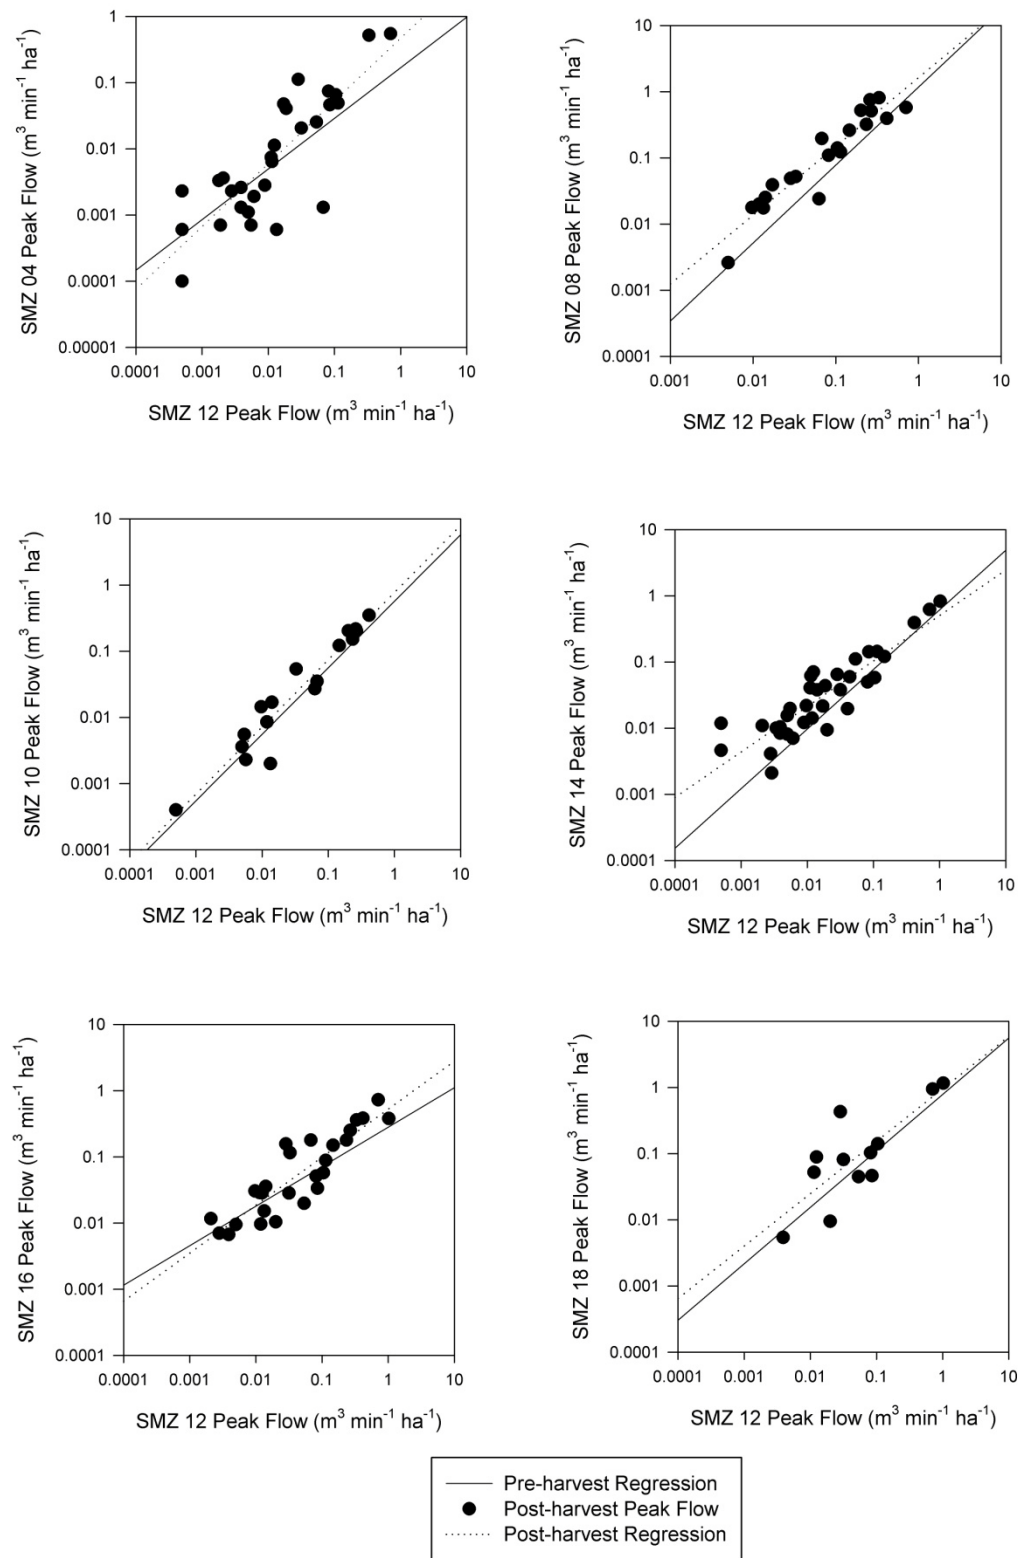 SMZ 04 Peak Flow (m³ min⁻¹ ha⁻¹)
1
0.1
0.01
0.001
0.0001
0.00001
0.0001 0.001 0.01 0.1 1 10
SMZ 12 Peak Flow (m³ min⁻¹ ha⁻¹)
SMZ 08 Peak Flow (m³ min⁻¹ ha⁻¹)
10
1
0.1
0.01
0.001
0.0001
0.001 0.01 0.1 1 10
SMZ 12 Peak Flow (m³ min⁻¹ ha⁻¹)
SMZ 10 Peak Flow (m³ min⁻¹ ha⁻¹)
10
1
0.1
0.01
0.001
0.0001
0.0001 0.001 0.01 0.1 1 10
SMZ 12 Peak Flow (m³ min⁻¹ ha⁻¹)
SMZ 14 Peak Flow (m³ min⁻¹ ha⁻¹)
10
1
0.1
0.01
0.001
0.0001
0.0001 0.001 0.01 0.1 1 10
SMZ 12 Peak Flow (m³ min⁻¹ ha⁻¹)
SMZ 16 Peak Flow (m³ min⁻¹ ha⁻¹)
10
1
0.1
0.01
0.001
0.0001
0.0001 0.001 0.01 0.1 1 10
SMZ 12 Peak Flow (m³ min⁻¹ ha⁻¹)
SMZ 18 Peak Flow (m³ min⁻¹ ha⁻¹)
10
1
0.1
0.01
0.001
0.0001
0.0001 0.001 0.01 0.1 1 10
SMZ 12 Peak Flow (m³ min⁻¹ ha⁻¹)
Pre-harvest Regression
Post-harvest Peak Flow
Post-harvest Regression